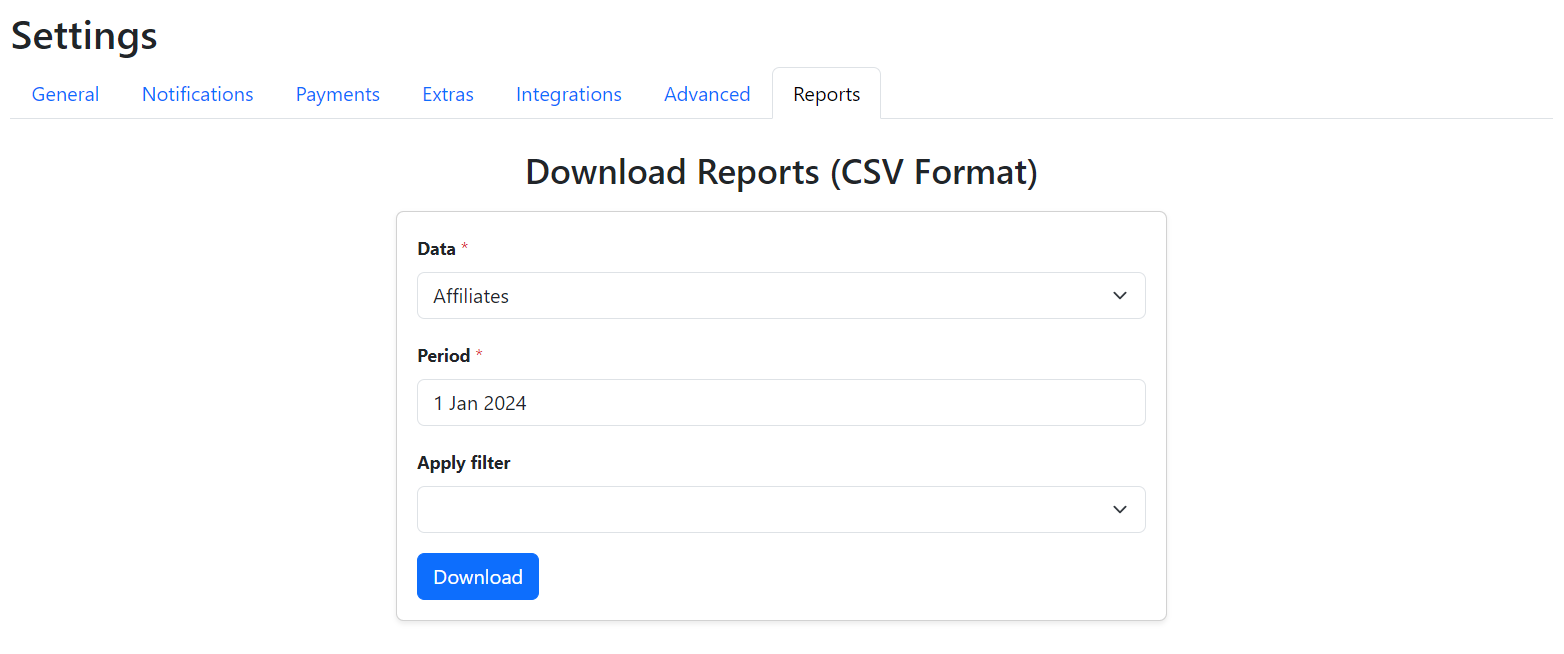 Settings
General Notifications Payments Extras Integrations Advanced Reports
Download Reports (CSV Format)
Data *
Affiliates
Period *
1 Jan 2024
Apply filter
Download